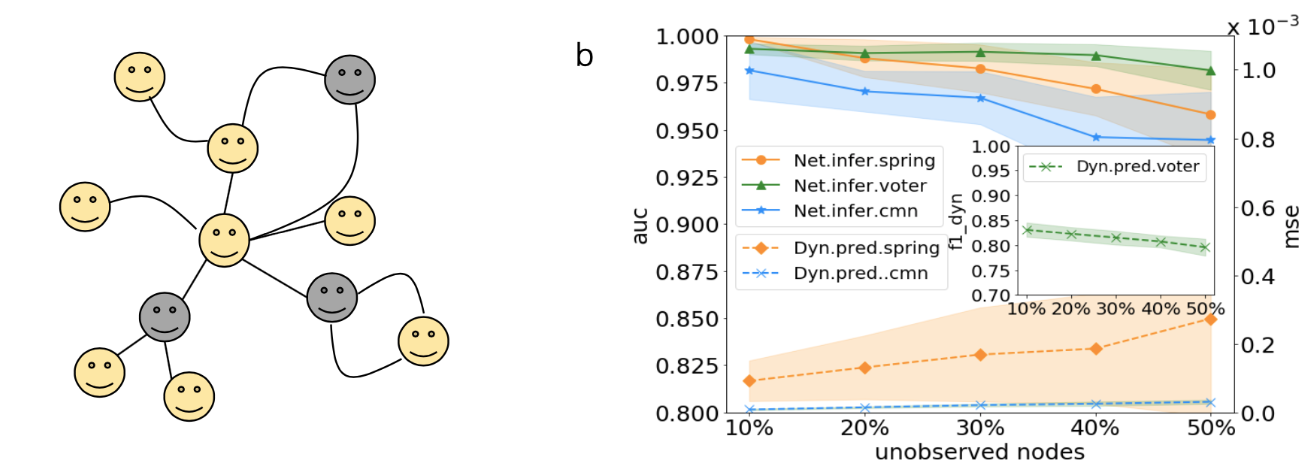 b
x 10⁻³
1.000
0.975
0.950
0.925
0.900
0.875
0.850
0.825
0.800
auc
Net.infer.spring
Net.infer.voter
Net.infer.cmn
Dyn.pred.spring
Dyn.pred..cmn
1.00
0.95
0.90
0.85
0.80
0.75
0.70
f1_dyn
Dyn.pred.voter
10% 20% 30% 40% 50%
1.0
0.8
0.6
0.4
0.2
0.0
mse
10% 20% 30% 40% 50%
unobserved nodes